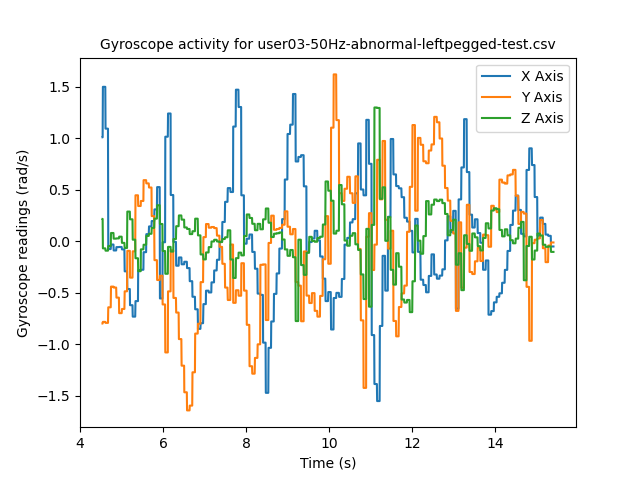 Gyroscope activity for user03-50Hz-abnormal-leftpegged-test.csv
X Axis
Y Axis
Z Axis
Gyroscope readings (rad/s)
1.5
1.0
0.5
0.0
−0.5
−1.0
−1.5
4 6 8 10 12 14
Time (s)